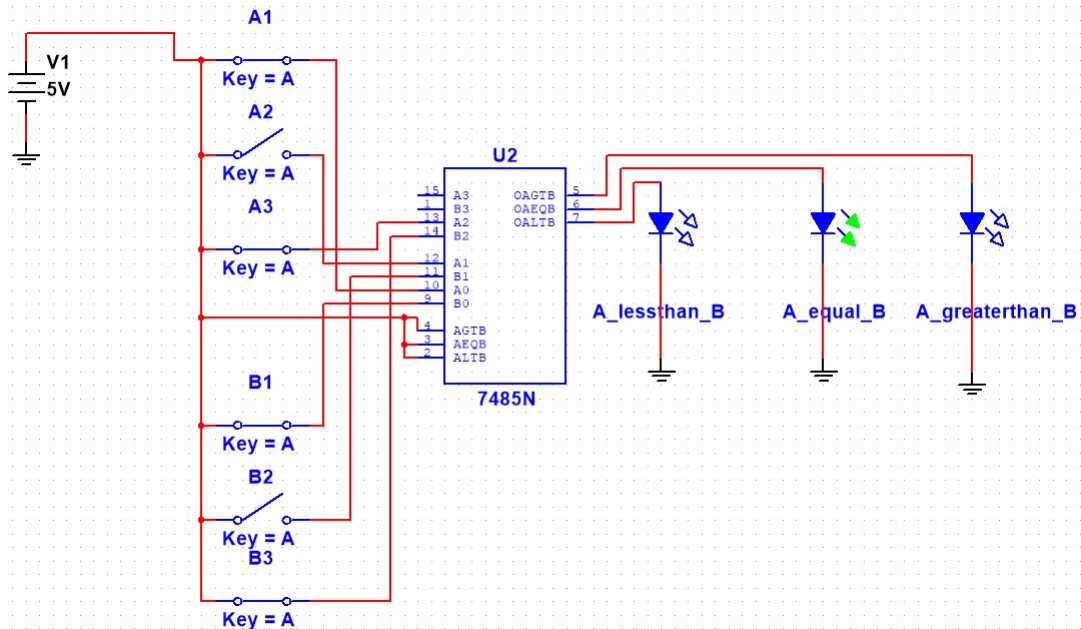 A1
Key = A
V1
5V
A2
Key = A
A3
Key = A
U2
15 A3 OAGTB 5
1 B3 OAEQB 6
13 A2 OALTB 7
14 B2
12 A1
11 B1
10 A0
9 B0
4 AGTB
3 AEQB
2 ALTB
7485N
A_lessthan_B
A_equal_B
A_greaterthan_B
B1
Key = A
B2
Key = A
B3
Key = A